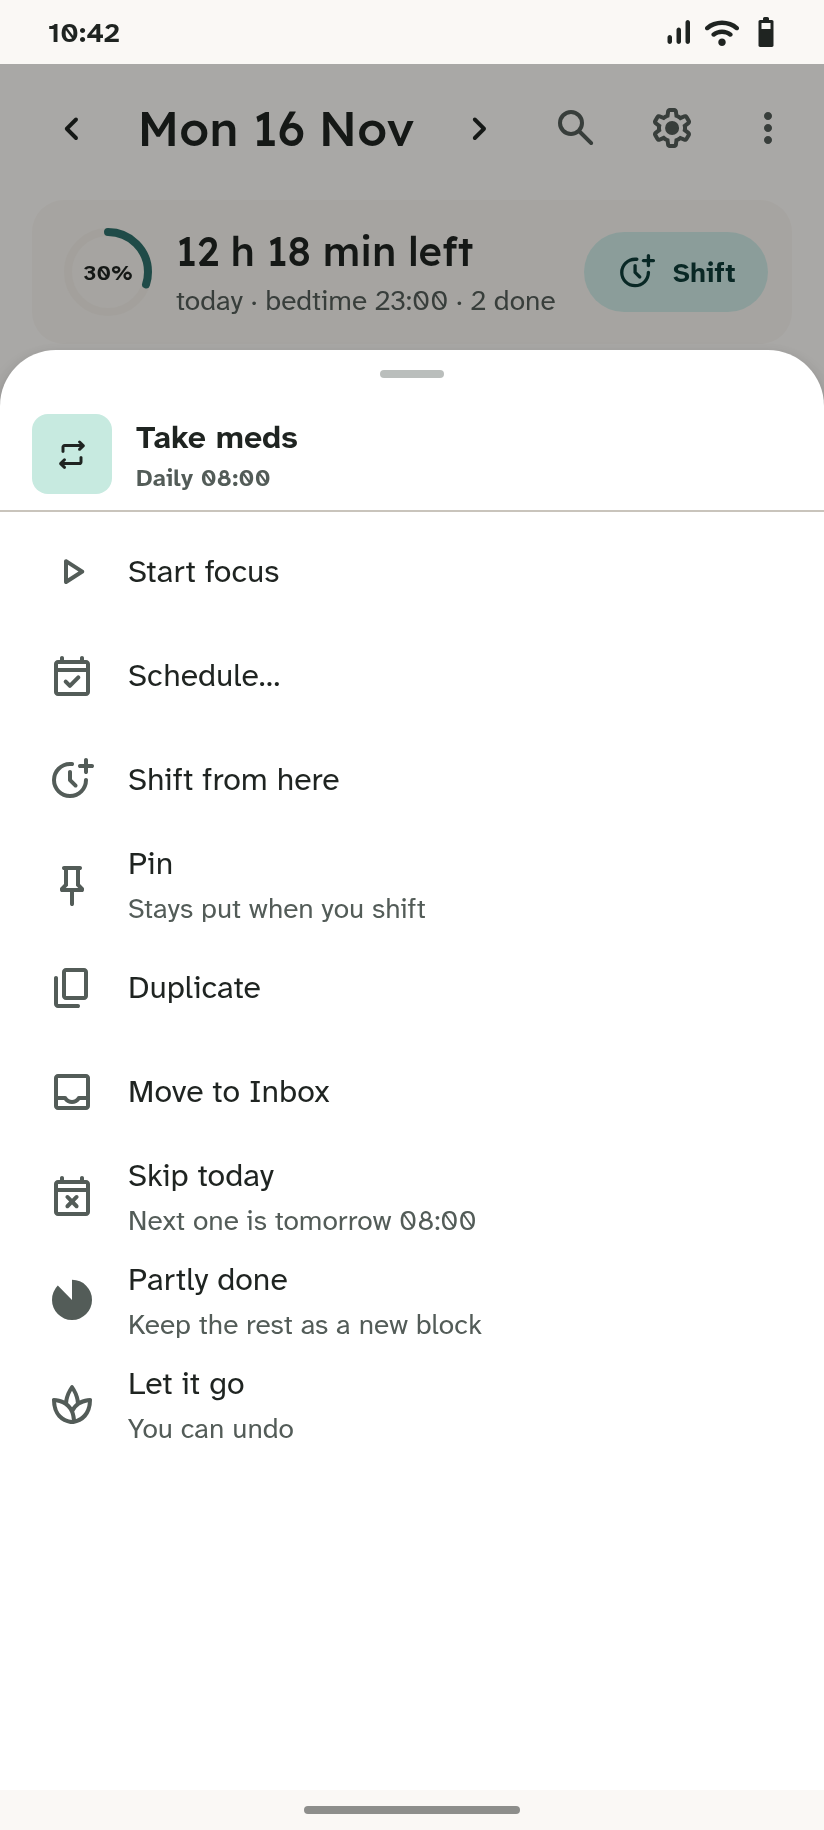 10:42
Mon 16 Nov
30%
12 h 18 min left
today · bedtime 23:00 · 2 done
Shift
Take meds
Daily 08:00
Start focus
Schedule...
Shift from here
Pin
Stays put when you shift
Duplicate
Move to Inbox
Skip today
Next one is tomorrow 08:00
Partly done
Keep the rest as a new block
Let it go
You can undo